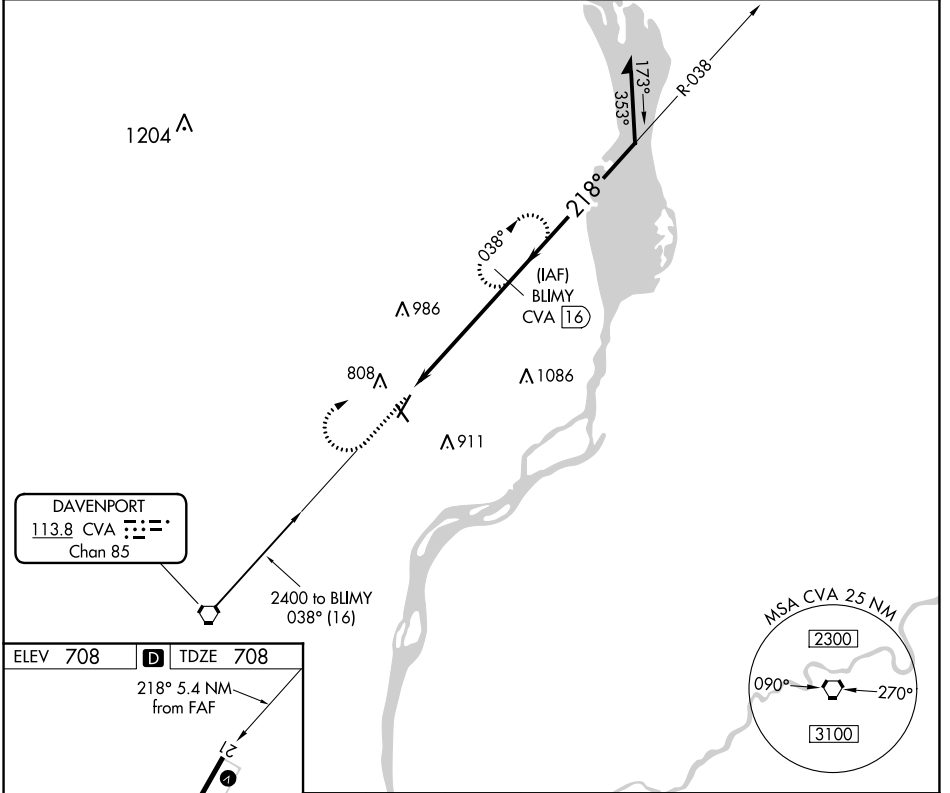 R-038
173°
353°
1204
218°
038°
(IAF)
BLIMY
CVA 16
986
808
1086
911
DAVENPORT
113.8 CVA
Chan 85
2400 to BLIMY
038° (16)
MSA CVA 25 NM
2300
090°
270°
3100
ELEV 708 D TDZE 708
218° 5.4 NM
from FAF
21
V